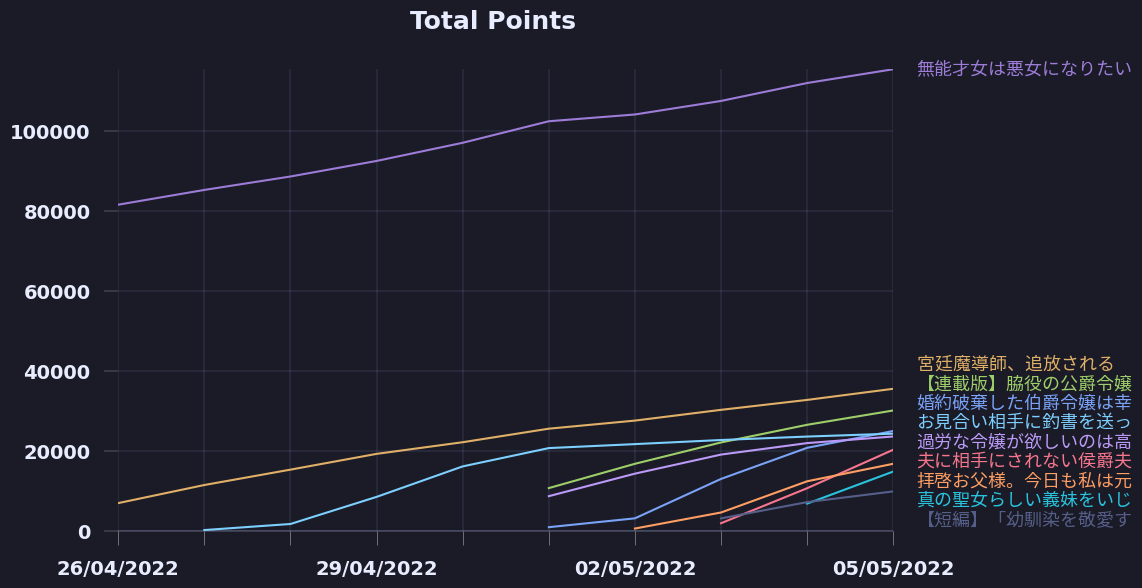 Total Points
100000
80000
60000
40000
20000
0
26/04/2022
29/04/2022
02/05/2022
05/05/2022
無能才女は悪女になりたい
宮廷魔導師、追放される
【連載版】脇役の公爵令嬢
婚約破棄した伯爵令嬢は幸
お見合い相手に釣書を送っ
過労な令嬢が欲しいのは高
夫に相手にされない侯爵夫
拝啓お父様。今日も私は元
真の聖女らしい義妹をいじ
【短編】「幼馴染を敬愛す